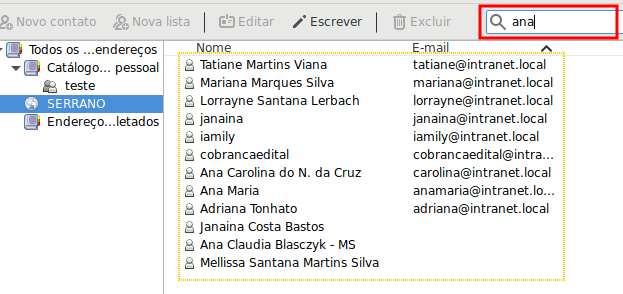 Novo contato Nova lista Editar Escrever Excluir ana
Nome E-mail
Todos os ...endereços
Catálogo... pessoal
teste
SERRANO
Endereço...letados
Tatiane Martins Viana tatiane@intranet.local
Mariana Marques Silva mariana@intranet.local
Lorrayne Santana Lerbach lorrayne@intranet.local
janaina janaina@intranet.local
iamily iamily@intranet.local
cobrancaedital cobrancaedital@intra...
Ana Carolina do N. da Cruz carolina@intranet.local
Ana Maria anamaria@intranet.lo...
Adriana Tonhato adriana@intranet.local
Janaina Costa Bastos
Ana Claudia Blasczyk - MS
Mellissa Santana Martins Silva